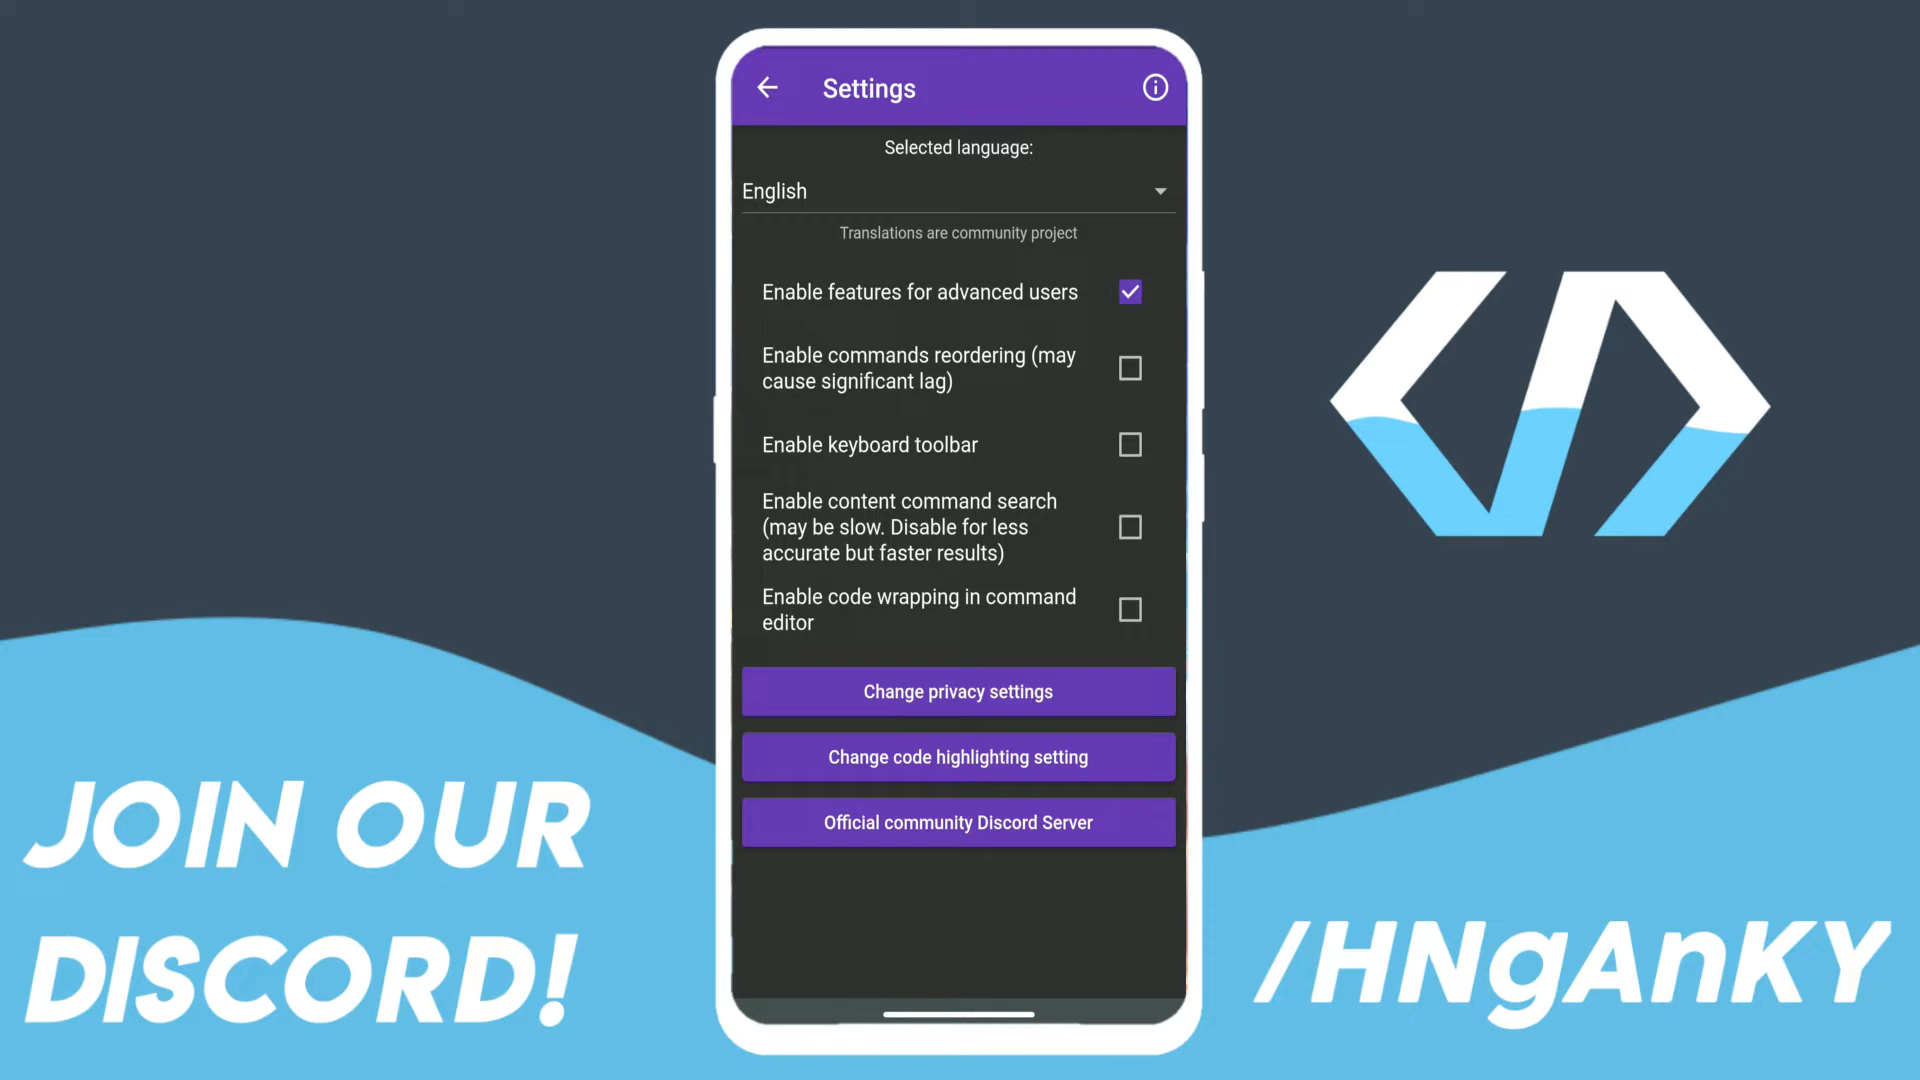 Settings
Selected language:
English
Translations are community project
Enable features for advanced users
Enable commands reordering (may
cause significant lag)
Enable keyboard toolbar
Enable content command search
(may be slow. Disable for less
accurate but faster results)
Enable code wrapping in command
editor
Change privacy settings
Change code highlighting setting
Official community Discord Server
JOIN OUR
DISCORD!
/HNgAnKY